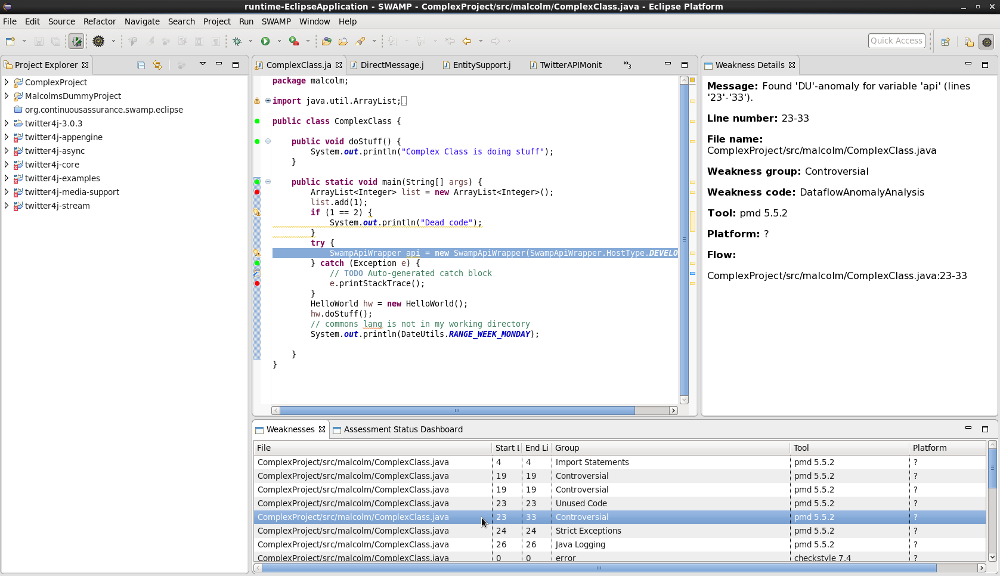 runtime-EclipseApplication - SWAMP - ComplexProject/src/malcolm/ComplexClass.java - Eclipse Platform
File Edit Source Refactor Navigate Search Project Run SWAMP Window Help
Quick Access
Project Explorer
ComplexProject
MalcolmsDummyProject
org.continuousassurance.swamp.eclipse
twitter4j-3.0.3
twitter4j-appengine
twitter4j-async
twitter4j-core
twitter4j-examples
twitter4j-media-support
twitter4j-stream
ComplexClass.ja DirectMessage.j EntitySupport.j TwitterAPIMonit »3
package malcolm;
import java.util.ArrayList;
public class ComplexClass {
public void doStuff() {
System.out.println("Complex Class is doing stuff");
}
public static void main(String[] args) {
ArrayList<Integer> list = new ArrayList<Integer>();
list.add(1);
if (1 == 2) {
System.out.println("Dead code");
}
try {
SwampApiWrapper api = new SwampApiWrapper(SwampApiWrapper.HostType.DEVELO
} catch (Exception e) {
// TODO Auto-generated catch block
e.printStackTrace();
}
HelloWorld hw = new HelloWorld();
hw.doStuff();
// commons lang is not in my working directory
System.out.println(DateUtils.RANGE_WEEK_MONDAY);
}
}
Weakness Details
Message: Found 'DU'-anomaly for variable 'api' (lines
'23'-'33').
Line number: 23-33
File name:
ComplexProject/src/malcolm/ComplexClass.java
Weakness group: Controversial
Weakness code: DataflowAnomalyAnalysis
Tool: pmd 5.5.2
Platform: ?
Flow:
ComplexProject/src/malcolm/ComplexClass.java:23-33
Weaknesses Assessment Status Dashboard
File Start l End Li Group Tool Platform
ComplexProject/src/malcolm/ComplexClass.java 4 4 Import Statements pmd 5.5.2 ?
ComplexProject/src/malcolm/ComplexClass.java 19 19 Controversial pmd 5.5.2 ?
ComplexProject/src/malcolm/ComplexClass.java 19 19 Controversial pmd 5.5.2 ?
ComplexProject/src/malcolm/ComplexClass.java 23 23 Unused Code pmd 5.5.2 ?
ComplexProject/src/malcolm/ComplexClass.java 23 33 Controversial pmd 5.5.2 ?
ComplexProject/src/malcolm/ComplexClass.java 24 24 Strict Exceptions pmd 5.5.2 ?
ComplexProject/src/malcolm/ComplexClass.java 26 26 Java Logging pmd 5.5.2 ?
ComplexProject/src/malcolm/ComplexClass.java 0 0 error checkstyle 7.4 ?